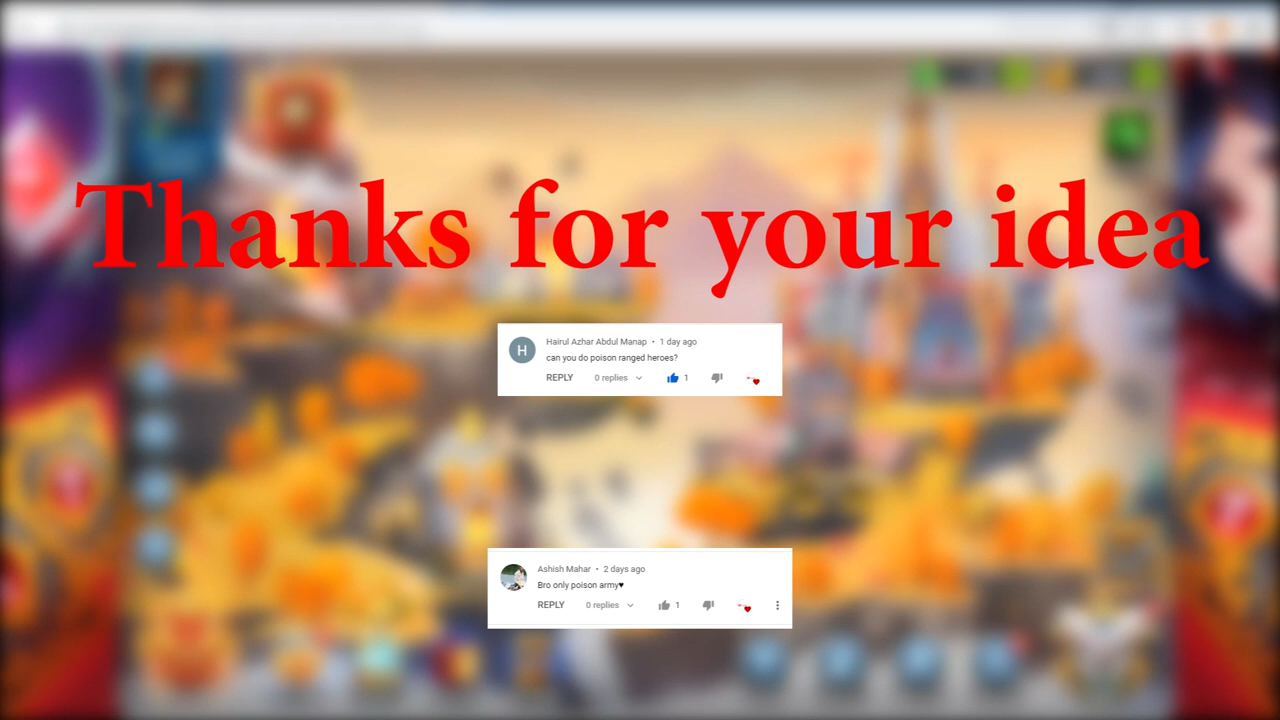 Thanks for your idea
H
Hairul Azhar Abdul Manap • 1 day ago
can you do poison ranged heroes?
REPLY 0 replies 1
Ashish Mahar • 2 days ago
Bro only poison army♥
REPLY 0 replies 1